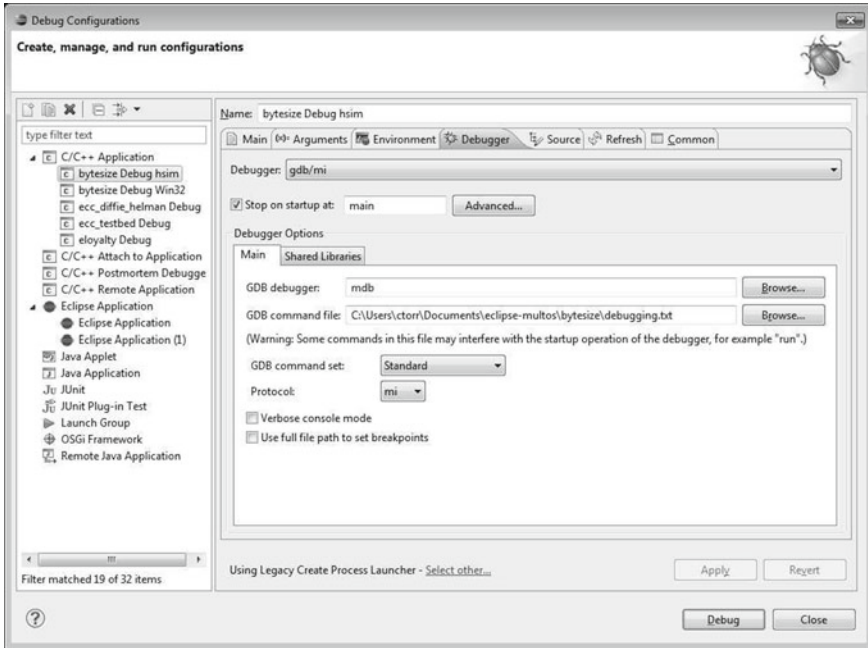 Debug Configurations
Create, manage, and run configurations
type filter text
C/C++ Application
bytesize Debug hsim
bytesize Debug Win32
ecc_diffie_helman Debug
ecc_testbed Debug
eloyalty Debug
C/C++ Attach to Application
C/C++ Postmortem Debugge
C/C++ Remote Application
Eclipse Application
Eclipse Application
Eclipse Application (1)
Java Applet
Java Application
Ju JUnit
JUnit Plug-in Test
Launch Group
OSGi Framework
Remote Java Application
Filter matched 19 of 32 items
Name: bytesize Debug hsim
Main (x)= Arguments Environment Debugger Source Refresh Common
Debugger: gdb/mi
Stop on startup at: main Advanced...
Debugger Options
Main Shared Libraries
GDB debugger: mdb Browse...
GDB command file: C:\Users\ctorr\Documents\eclipse-multos\bytesize\debugging.txt Browse...
(Warning: Some commands in this file may interfere with the startup operation of the debugger, for example "run".)
GDB command set: Standard
Protocol: mi
Verbose console mode
Use full file path to set breakpoints
Using Legacy Create Process Launcher - Select other... Apply Revert
? Debug Close